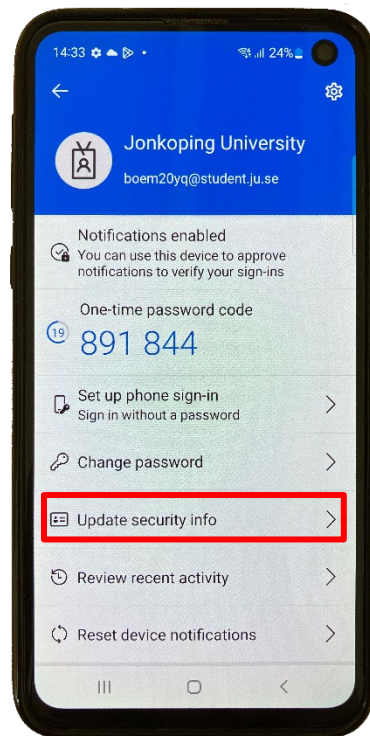 14:33
24%
Jonkoping University
boem20yq@student.ju.se
Notifications enabled
You can use this device to approve
notifications to verify your sign-ins
One-time password code
19
891 844
Set up phone sign-in
Sign in without a password
Change password
Update security info
Review recent activity
Reset device notifications